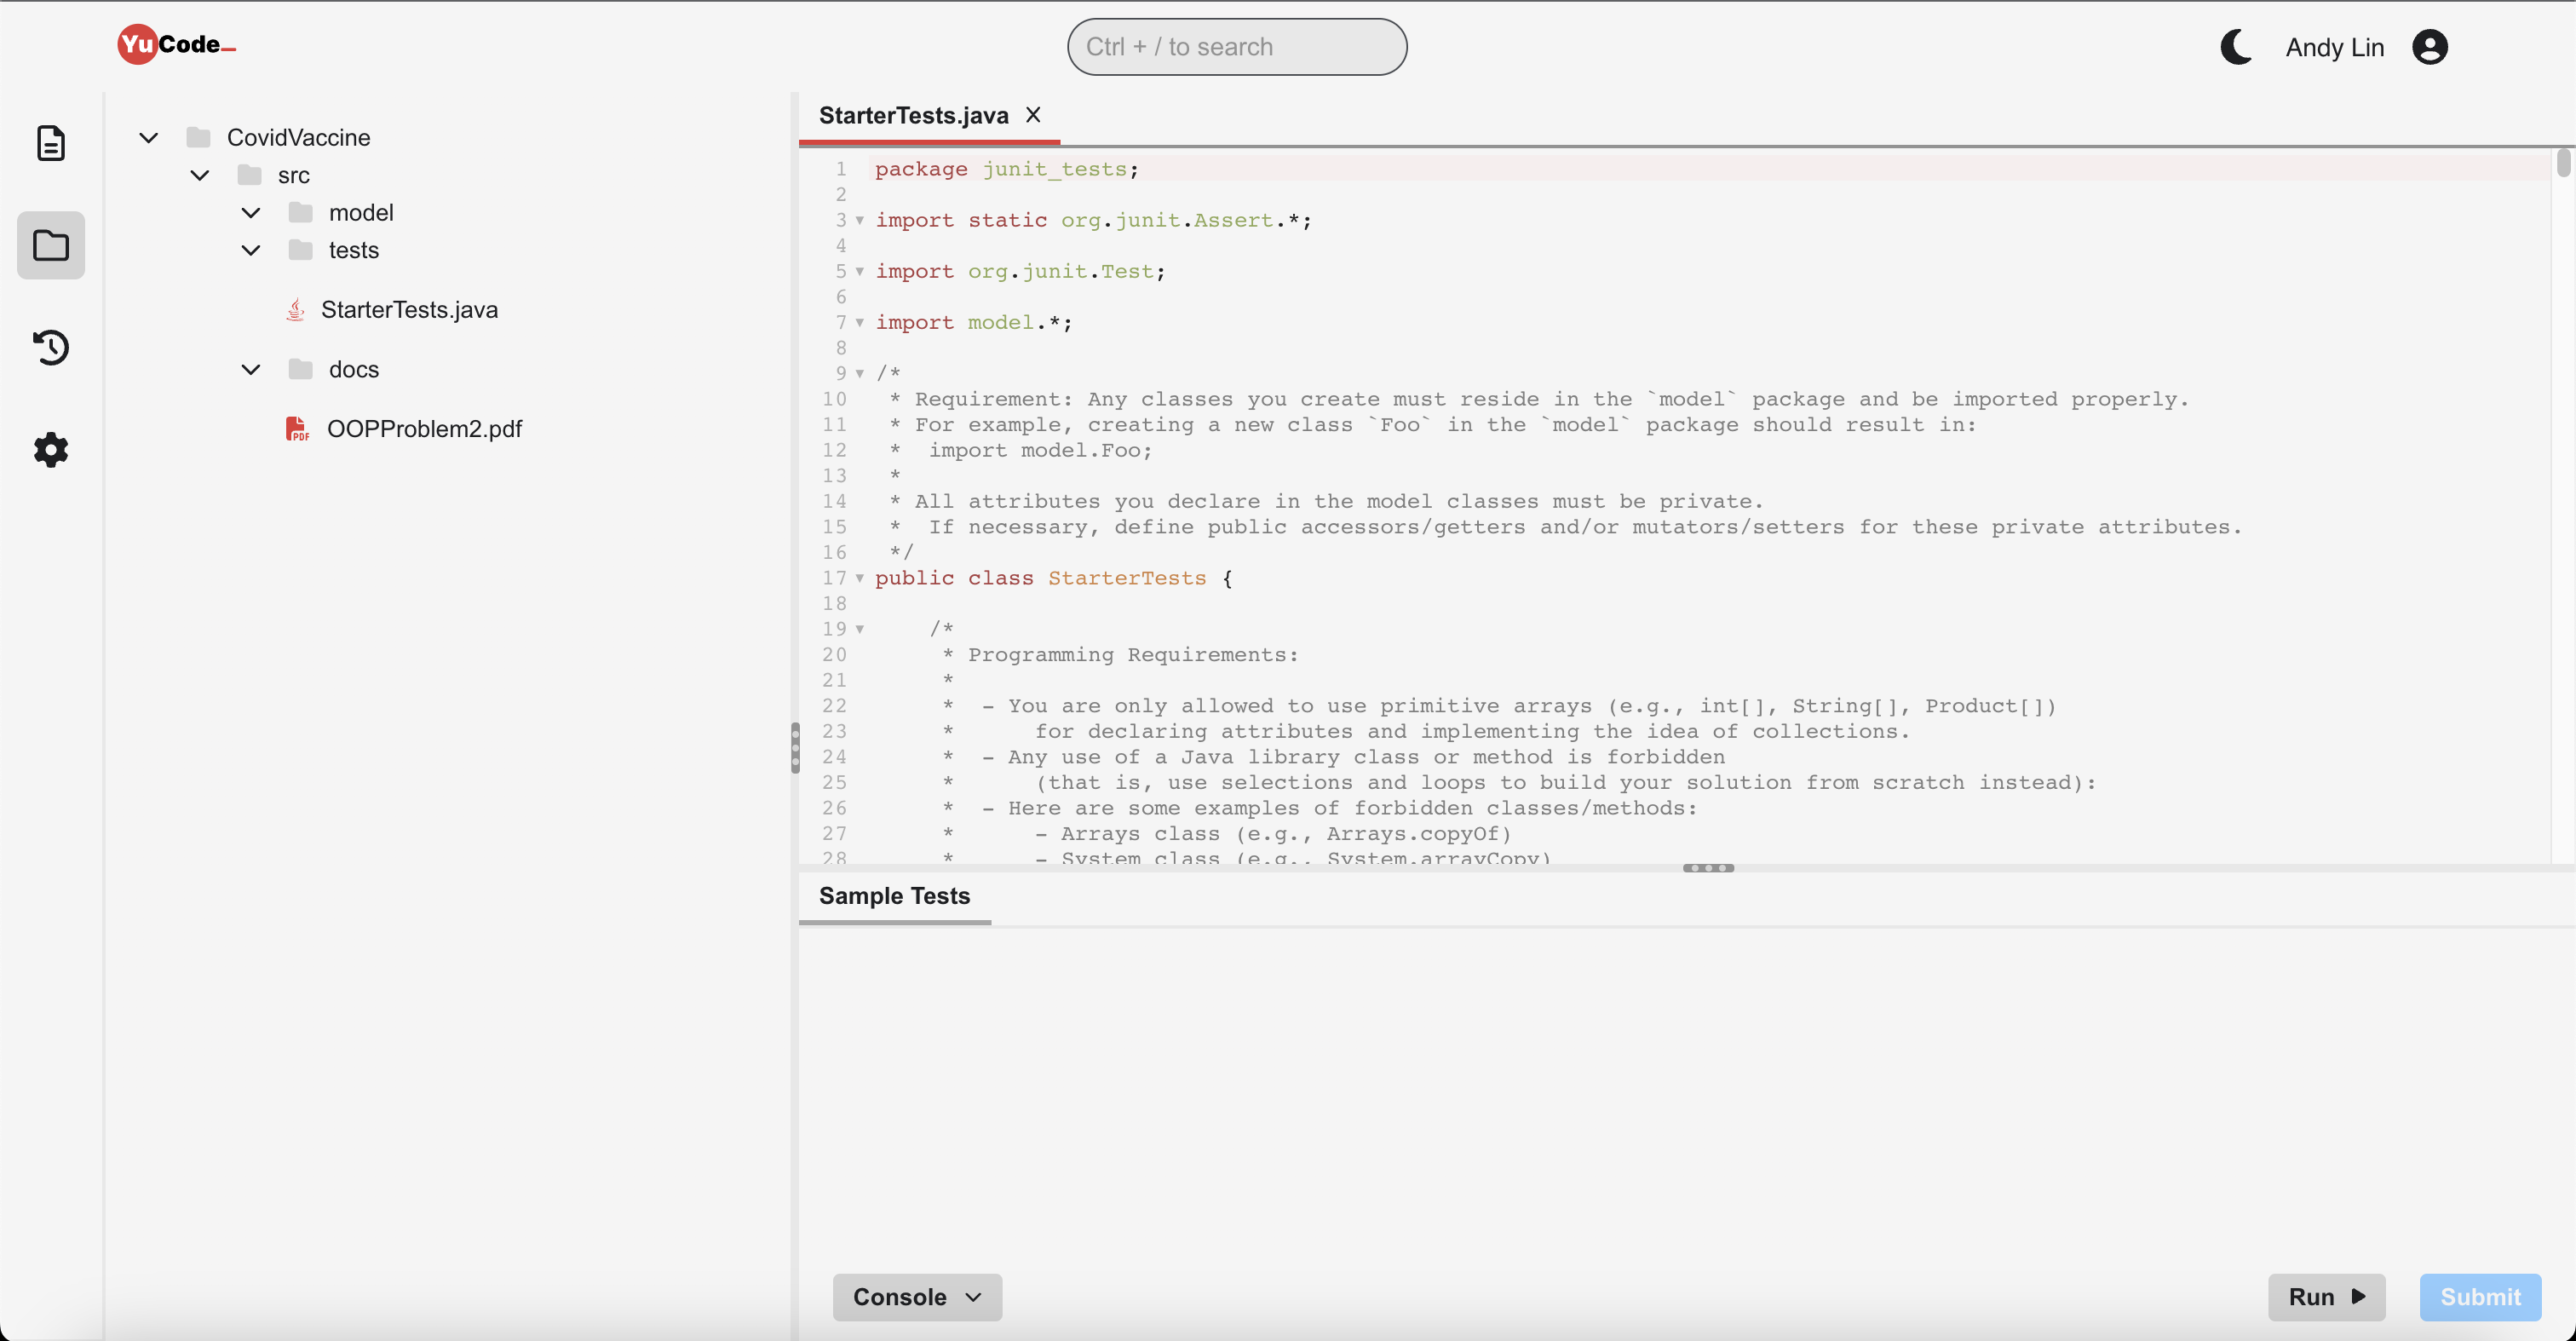 YuCode_
Ctrl + / to search
Andy Lin
CovidVaccine
src
model
tests
StarterTests.java
docs
PDF
OOPProblem2.pdf
StarterTests.java X
1 package junit_tests;
2
3 import static org.junit.Assert.*;
4
5 import org.junit.Test;
6
7 import model.*;
8
9 /*
10 * Requirement: Any classes you create must reside in the `model` package and be imported properly.
11 * For example, creating a new class `Foo` in the `model` package should result in:
12 *  import model.Foo;
13 *
14 * All attributes you declare in the model classes must be private.
15 *  If necessary, define public accessors/getters and/or mutators/setters for these private attributes.
16 */
17 public class StarterTests {
18
19     /*
20      * Programming Requirements:
21      *
22      *  - You are only allowed to use primitive arrays (e.g., int[], String[], Product[])
23      *      for declaring attributes and implementing the idea of collections.
24      *  - Any use of a Java library class or method is forbidden
25      *      (that is, use selections and loops to build your solution from scratch instead):
26      *  - Here are some examples of forbidden classes/methods:
27      *      - Arrays class (e.g., Arrays.copyOf)
28      *      - System class (e.g., System.arrayCopy)
Sample Tests
Console
Run
Submit